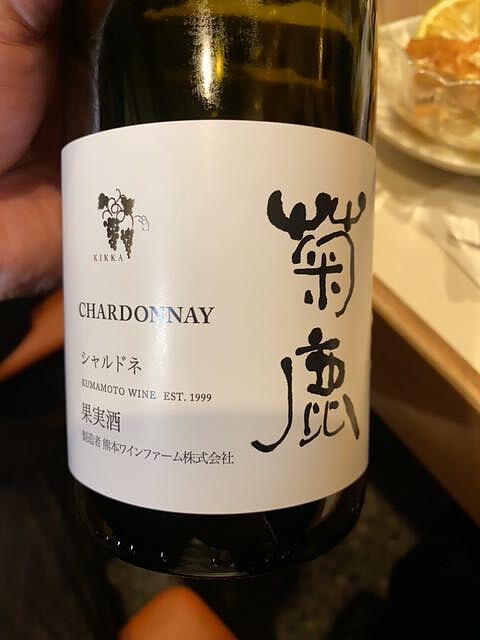 菊鹿
KIKKA
CHARDONNAY
シャルドネ
KUMAMOTO WINE EST. 1999
果実酒
製造者 熊本ワインファーム株式会社